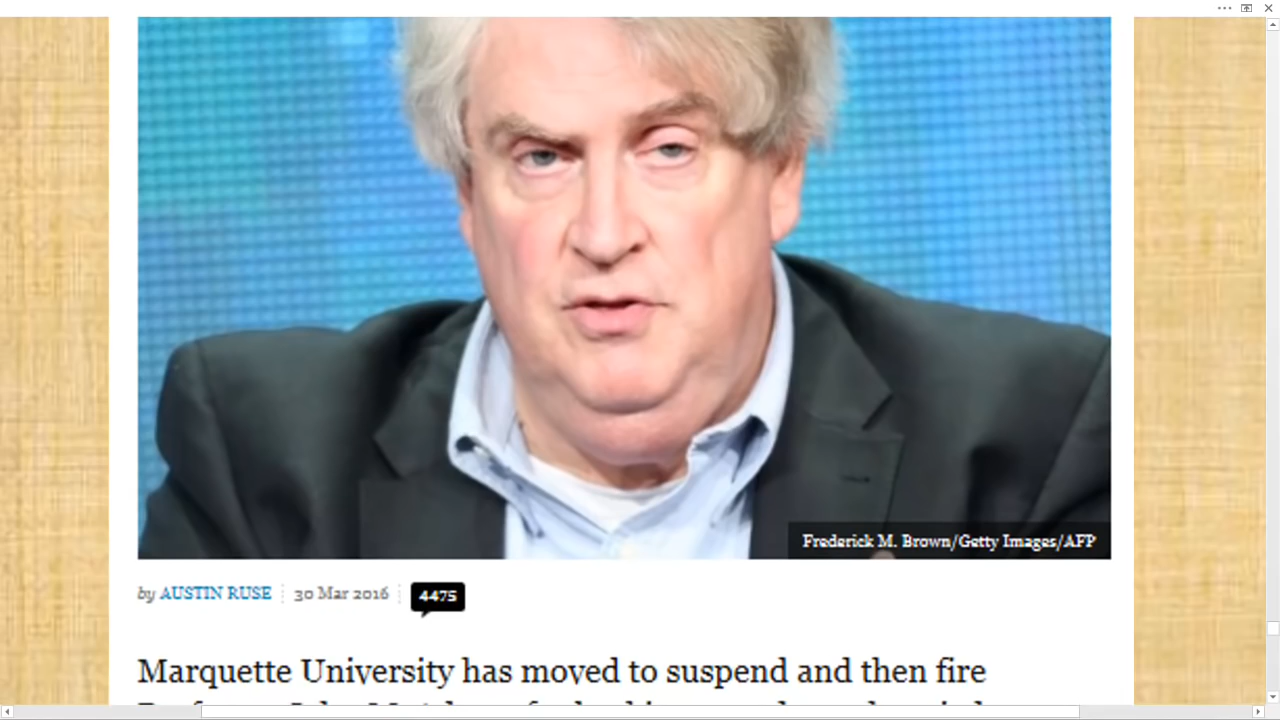 Frederick M. Brown/Getty Images/AFP
by AUSTIN RUSE 30 Mar 2016 4475
Marquette University has moved to suspend and then fire